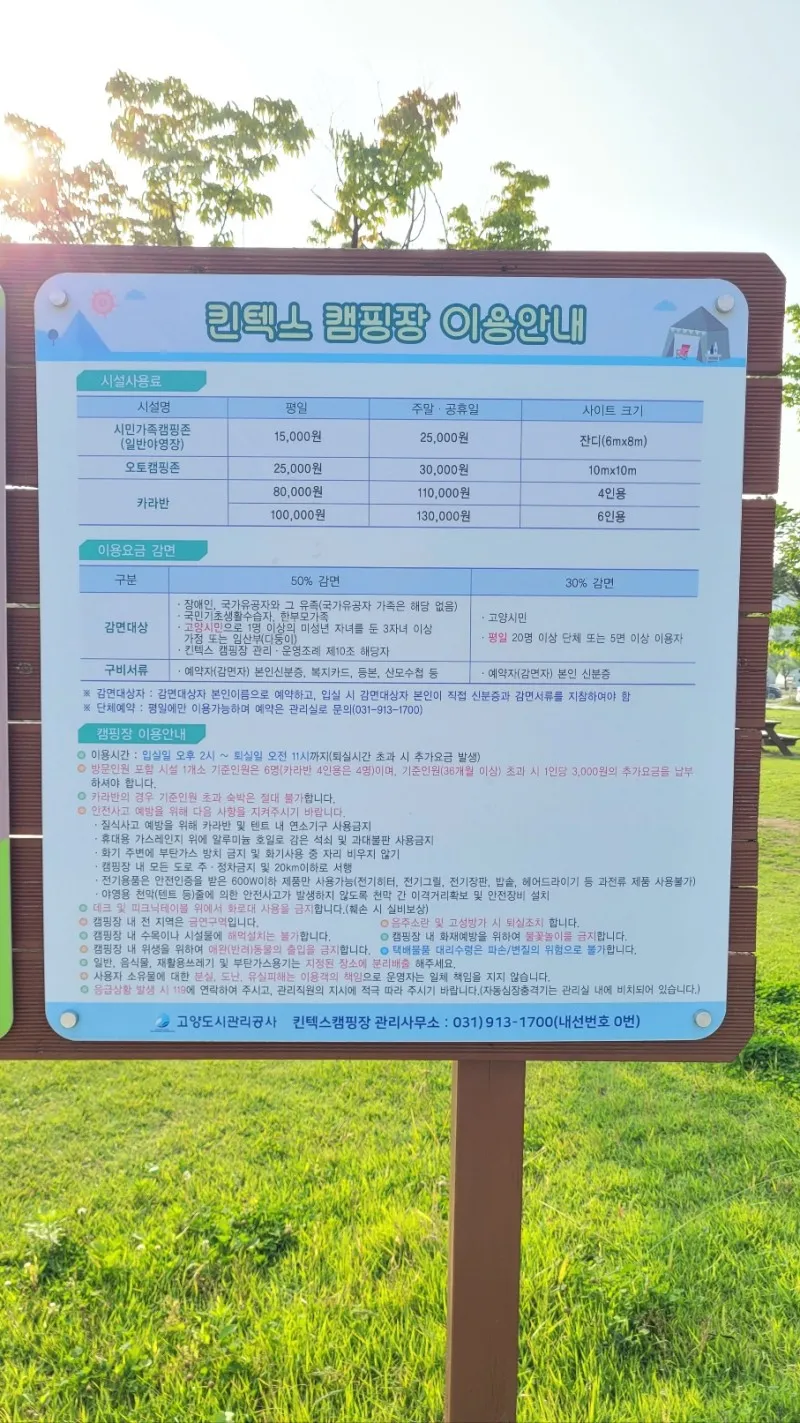 킨텍스 캠핑장 이용안내
시설사용료
시설명 평일 주말 · 공휴일 사이트 크기
시민가족캠핑존 (일반야영장) 15,000원 25,000원 잔디(6mx8m)
오토캠핑존 25,000원 30,000원 10mx10m
카라반 80,000원 110,000원 4인용
100,000원 130,000원 6인용
이용요금 감면
구분 50% 감면 30% 감면
감면대상
· 장애인, 국가유공자와 그 유족(국가유공자 가족은 해당 없음)
· 국민기초생활수급자, 한부모가족
· 고양시민으로 1명 이상의 미성년 자녀를 둔 3자녀 이상
가정 또는 임산부(다둥이)
· 킨텍스 캠핑장 관리 · 운영조례 제10조 해당자
· 고양시민
· 평일 20명 이상 단체 또는 5면 이상 이용자
구비서류 · 예약자(감면자) 본인신분증, 복지카드, 등본, 산모수첩 등 · 예약자(감면자) 본인 신분증
※ 감면대상자 : 감면대상자 본인이름으로 예약하고, 입실 시 감면대상자 본인이 직접 신분증과 감면서류를 지참하여야 함
※ 단체예약 : 평일에만 이용가능하며 예약은 관리실로 문의(031-913-1700)
캠핑장 이용안내
이용시간 : 입실일 오후 2시 ~ 퇴실일 오전 11시까지(퇴실시간 초과 시 추가요금 발생)
방문인원 포함 시설 1개소 기준인원은 6명(카라반 4인용은 4명)이며, 기준인원(36개월 이상) 초과 시 1인당 3,000원의 추가요금을 납부
하셔야 합니다.
카라반의 경우 기준인원 초과 숙박은 절대 불가합니다.
안전사고 예방을 위해 다음 사항을 지켜주시기 바랍니다.
· 질식사고 예방을 위해 카라반 및 텐트 내 연소기구 사용금지
· 휴대용 가스레인지 위에 알루미늄 호일로 감은 석쇠 및 과대불판 사용금지
· 화기 주변에 부탄가스 방치 금지 및 화기사용 중 자리 비우지 않기
· 캠핑장 내 모든 도로 주 · 정차금지 및 20km이하로 서행
· 전기용품은 안전인증을 받은 600W이하 제품만 사용가능(전기히터, 전기그릴, 전기장판, 밥솥, 헤어드라이기 등 과전류 제품 사용불가)
· 야영용 천막(텐트 등)줄에 의한 안전사고가 발생하지 않도록 천막 간 이격거리확보 및 안전장비 설치
데크 및 피크닉테이블 위에서 화로대 사용을 금지합니다.(훼손 시 실비보상)
캠핑장 내 전 지역은 금연구역입니다. 음주소란 및 고성방가 시 퇴실조치 합니다.
캠핑장 내 수목이나 시설물에 해먹설치는 불가합니다. 캠핑장 내 화재예방을 위하여 불꽃놀이를 금지합니다.
캠핑장 내 위생을 위하여 애완(반려)동물의 출입을 금지합니다. 택배물품 대리수령은 파손/변질의 위험으로 불가합니다.
일반, 음식물, 재활용쓰레기 및 부탄가스용기는 지정된 장소에 분리배출 해주세요.
사용자 소유물에 대한 분실, 도난, 유실피해는 이용객의 책임으로 운영자는 일체 책임을 지지 않습니다.
응급상황 발생 시 119에 연락하여 주시고, 관리직원의 지시에 적극 따라 주시기 바랍니다.(자동심장충격기는 관리실 내에 비치되어 있습니다.)
고양도시관리공사 킨텍스캠핑장 관리사무소 : 031)913-1700(내선번호 0번)